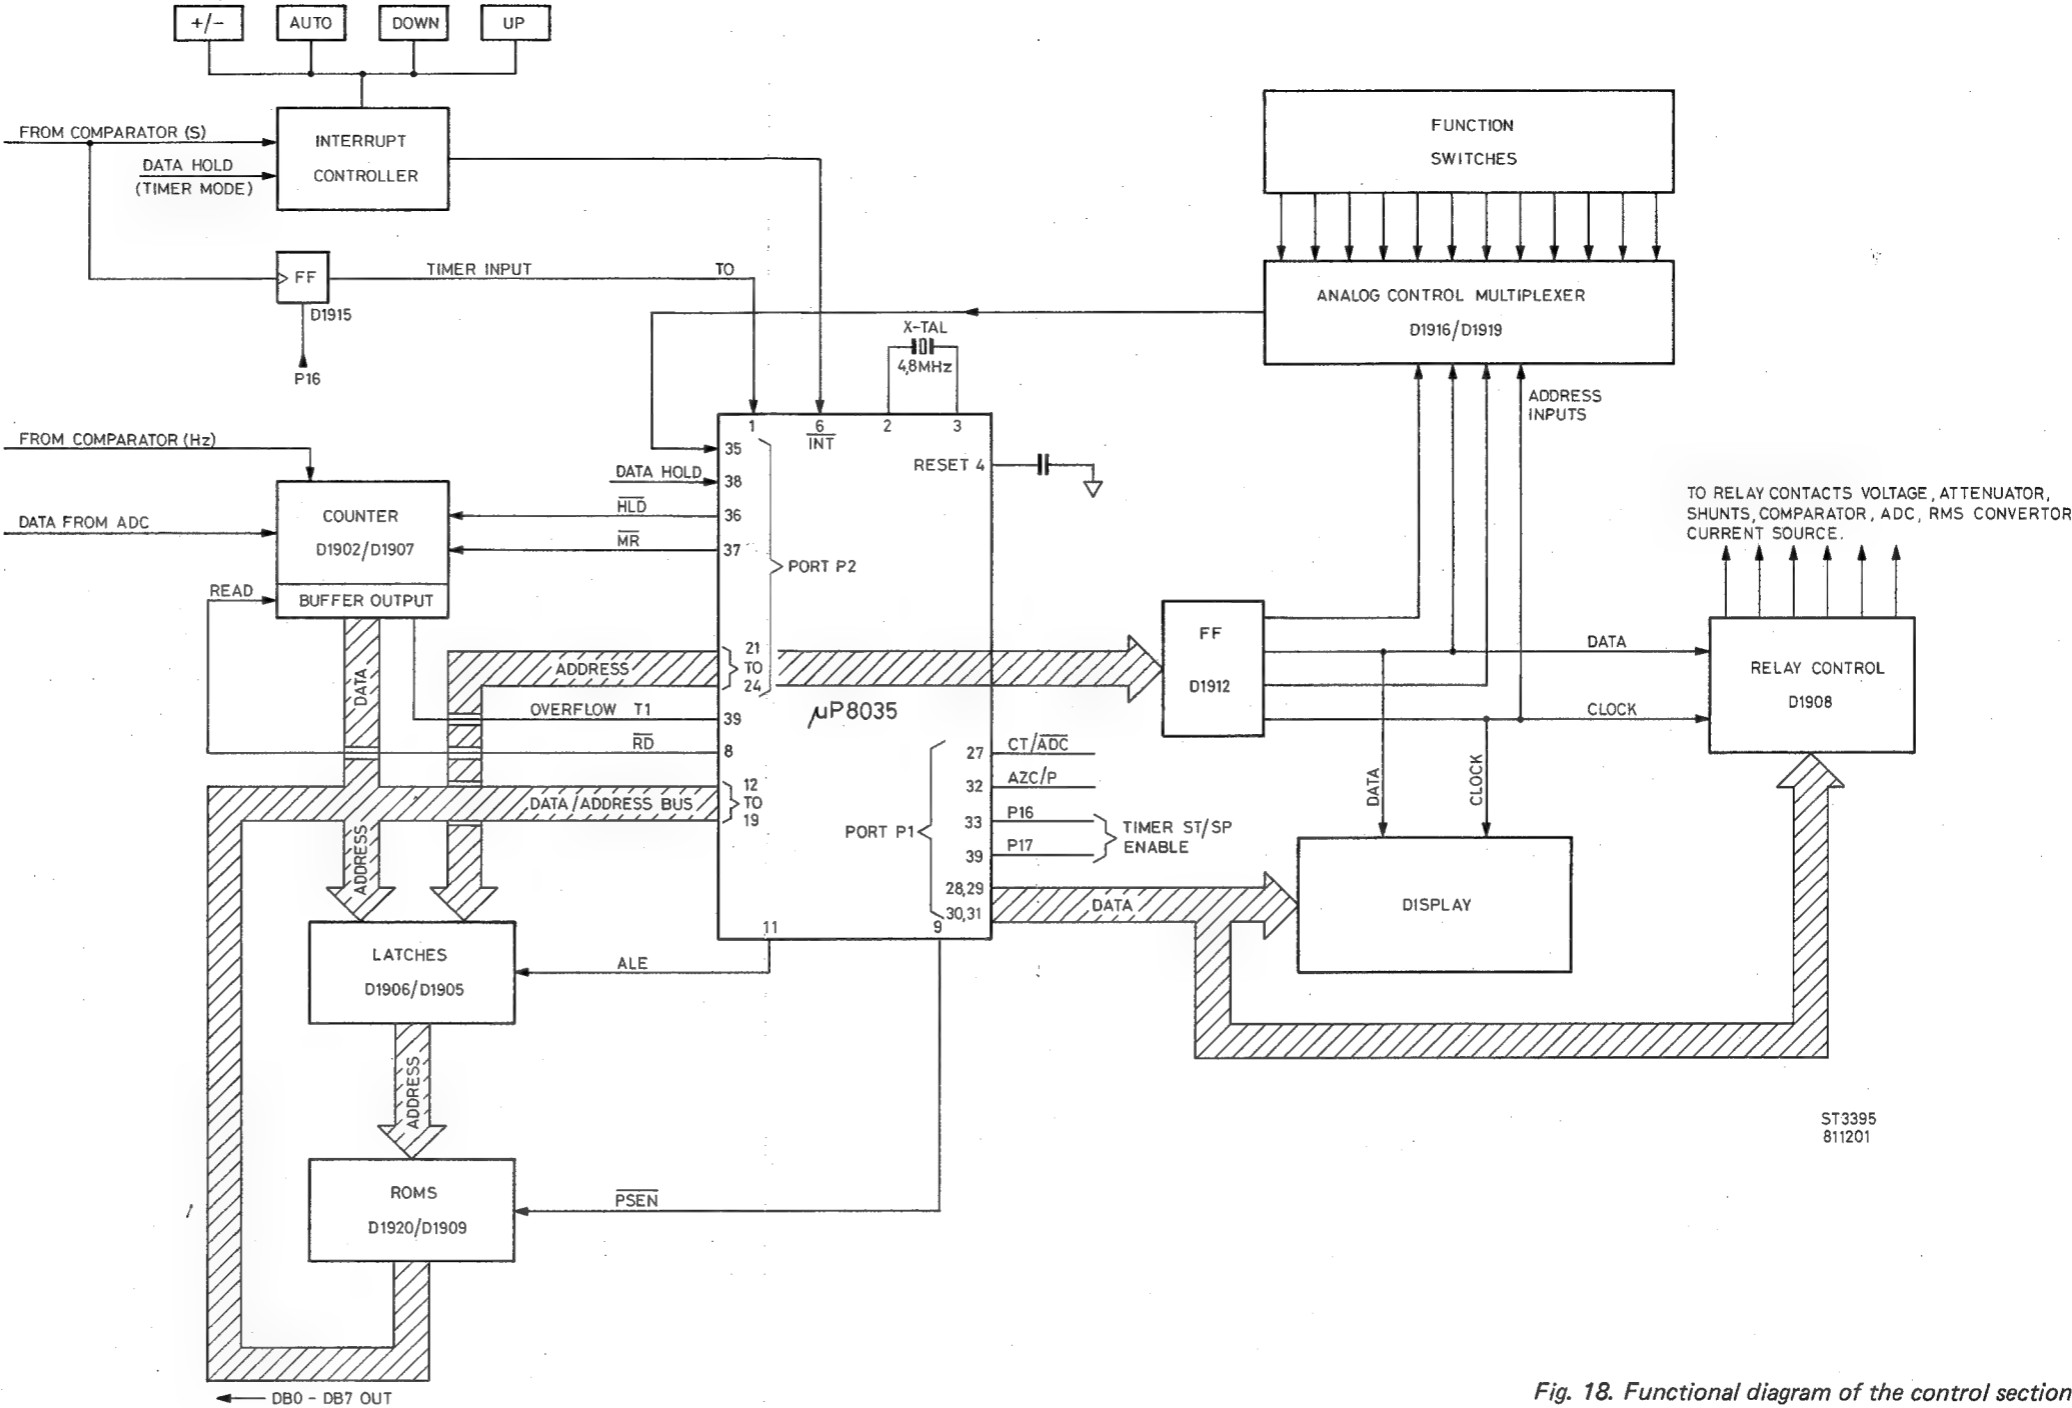 +/-
AUTO
DOWN
UP
FROM COMPARATOR (S)
DATA HOLD
(TIMER MODE)
INTERRUPT
CONTROLLER
FUNCTION
SWITCHES
FF
D1915
P16
TIMER INPUT
TO
X-TAL
4,8MHz
ANALOG CONTROL MULTIPLEXER
D1916/D1919
ADDRESS
INPUTS
FROM COMPARATOR (Hz)
DATA FROM ADC
COUNTER
D1902/D1907
BUFFER OUTPUT
READ
1
6
INT
2
3
RESET 4
35
DATA HOLD
38
HLD
36
MR
37
PORT P2
21
TO
24
ADDRESS
OVERFLOW T1
39
RD
8
12
TO
19
DATA/ADDRESS BUS
DATA
ADDRESS
µP8035
27
CT/ADC
32
AZC/P
33
P16
39
P17
TIMER ST/SP
ENABLE
PORT P1
28,29
30,31
DATA
11
9
FF
D1912
DATA
CLOCK
DATA
CLOCK
TO RELAY CONTACTS VOLTAGE, ATTENUATOR,
SHUNTS, COMPARATOR, ADC, RMS CONVERTOR
CURRENT SOURCE.
RELAY CONTROL
D1908
DISPLAY
LATCHES
D1906/D1905
ALE
ADDRESS
ROMS
D1920/D1909
PSEN
DB0 - DB7 OUT
ST3395
811201
Fig. 18. Functional diagram of the control section